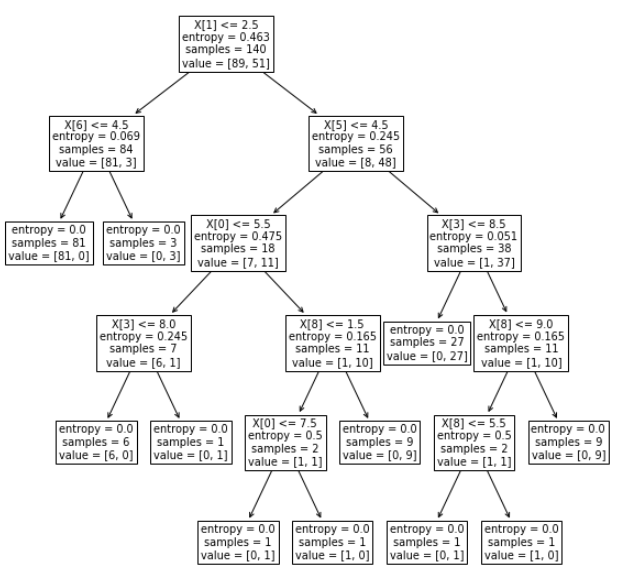 X[1] <= 2.5
entropy = 0.463
samples = 140
value = [89, 51]
X[6] <= 4.5
entropy = 0.069
samples = 84
value = [81, 3]
X[5] <= 4.5
entropy = 0.245
samples = 56
value = [8, 48]
entropy = 0.0
samples = 81
value = [81, 0]
entropy = 0.0
samples = 3
value = [0, 3]
X[0] <= 5.5
entropy = 0.475
samples = 18
value = [7, 11]
X[3] <= 8.5
entropy = 0.051
samples = 38
value = [1, 37]
X[3] <= 8.0
entropy = 0.245
samples = 7
value = [6, 1]
X[8] <= 1.5
entropy = 0.165
samples = 11
value = [1, 10]
entropy = 0.0
samples = 27
value = [0, 27]
X[8] <= 9.0
entropy = 0.165
samples = 11
value = [1, 10]
entropy = 0.0
samples = 6
value = [6, 0]
entropy = 0.0
samples = 1
value = [0, 1]
X[0] <= 7.5
entropy = 0.5
samples = 2
value = [1, 1]
entropy = 0.0
samples = 9
value = [0, 9]
X[8] <= 5.5
entropy = 0.5
samples = 2
value = [1, 1]
entropy = 0.0
samples = 9
value = [0, 9]
entropy = 0.0
samples = 1
value = [0, 1]
entropy = 0.0
samples = 1
value = [1, 0]
entropy = 0.0
samples = 1
value = [0, 1]
entropy = 0.0
samples = 1
value = [1, 0]